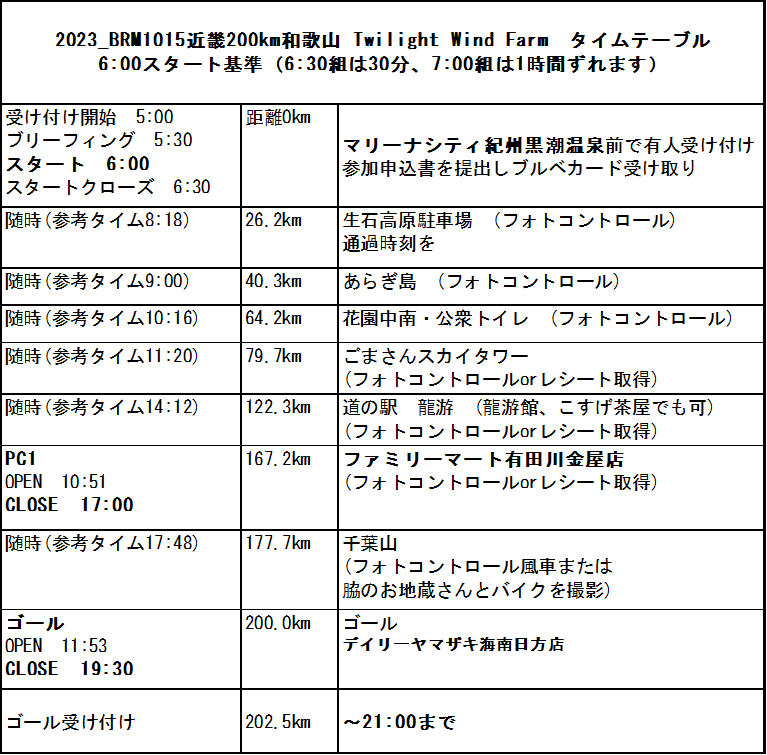 2023_BRM1015近畿200km和歌山 Twilight Wind Farm　タイムテーブル
6:00スタート基準（6:30組は30分、7:00組は1時間ずれます）
受け付け開始　5:00
ブリーフィング　5:30
スタート　6:00
スタートクローズ　6:30
距離0km
マリーナシティ紀州黒潮温泉前で有人受け付け
参加申込書を提出しブルベカード受け取り
随時(参考タイム8:18)
26.2km
生石高原駐車場　（フォトコントロール）
通過時刻を
随時(参考タイム9:00)
40.3km
あらぎ島　（フォトコントロール）
随時(参考タイム10:16)
64.2km
花園中南・公衆トイレ　（フォトコントロール）
随時(参考タイム11:20)
79.7km
ごまさんスカイタワー
（フォトコントロールorレシート取得）
随時(参考タイム14:12)
122.3km
道の駅　龍游　（龍游館、こすげ茶屋でも可）
（フォトコントロールorレシート取得）
PC1
OPEN　10:51
CLOSE　17:00
167.2km
ファミリーマート有田川金屋店
（フォトコントロールorレシート取得）
随時(参考タイム17:48)
177.7km
千葉山
（フォトコントロール風車または
脇のお地蔵さんとバイクを撮影）
ゴール
OPEN　11:53
CLOSE　19:30
200.0km
ゴール
デイリーヤマザキ海南日方店
ゴール受け付け
202.5km
～21:00まで